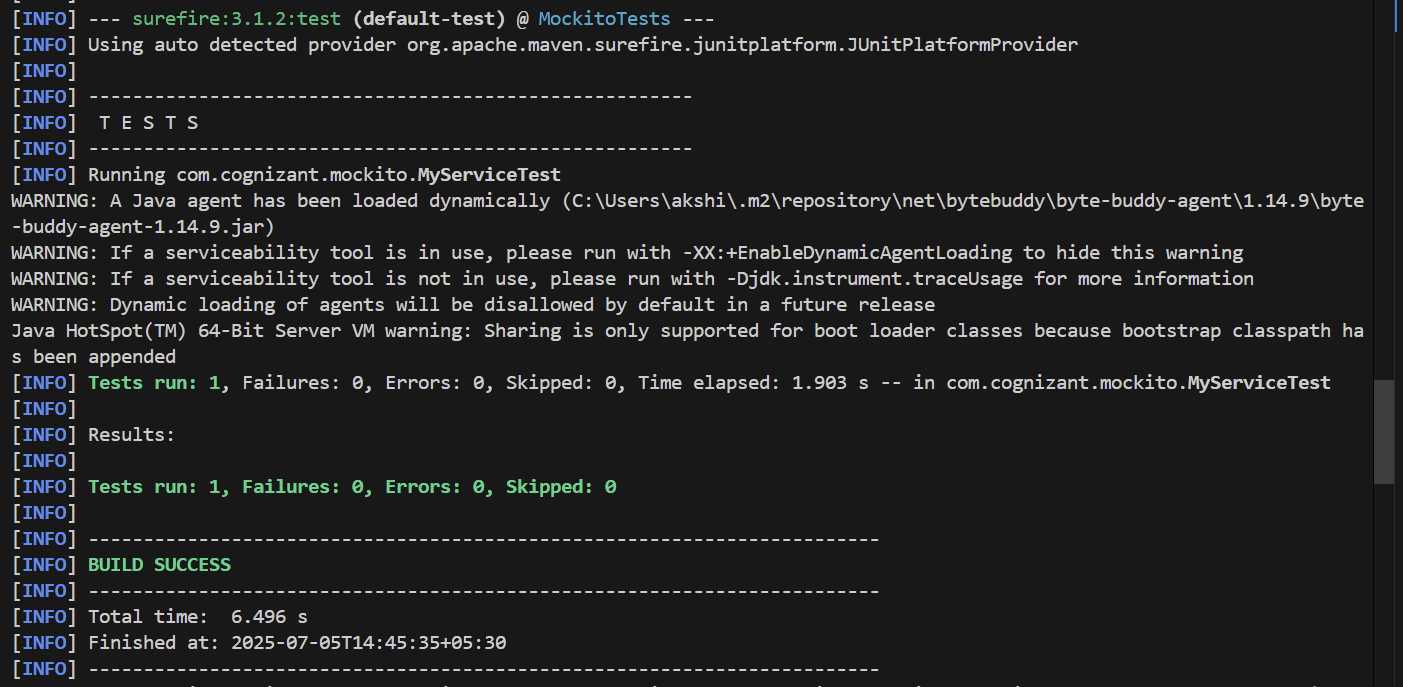 [INFO] --- surefire:3.1.2:test (default-test) @ MockitoTests ---
[INFO] Using auto detected provider org.apache.maven.surefire.junitplatform.JUnitPlatformProvider
[INFO]
[INFO] -------------------------------------------------------
[INFO]  T E S T S
[INFO] -------------------------------------------------------
[INFO] Running com.cognizant.mockito.MyServiceTest
WARNING: A Java agent has been loaded dynamically (C:\Users\akshi\.m2\repository\net\bytebuddy\byte-buddy-agent\1.14.9\byte
-buddy-agent-1.14.9.jar)
WARNING: If a serviceability tool is in use, please run with -XX:+EnableDynamicAgentLoading to hide this warning
WARNING: If a serviceability tool is not in use, please run with -Djdk.instrument.traceUsage for more information
WARNING: Dynamic loading of agents will be disallowed by default in a future release
Java HotSpot(TM) 64-Bit Server VM warning: Sharing is only supported for boot loader classes because bootstrap classpath ha
s been appended
[INFO] Tests run: 1, Failures: 0, Errors: 0, Skipped: 0, Time elapsed: 1.903 s -- in com.cognizant.mockito.MyServiceTest
[INFO]
[INFO] Results:
[INFO]
[INFO] Tests run: 1, Failures: 0, Errors: 0, Skipped: 0
[INFO]
[INFO] ------------------------------------------------------------------------
[INFO] BUILD SUCCESS
[INFO] ------------------------------------------------------------------------
[INFO] Total time:  6.496 s
[INFO] Finished at: 2025-07-05T14:45:35+05:30
[INFO] ------------------------------------------------------------------------